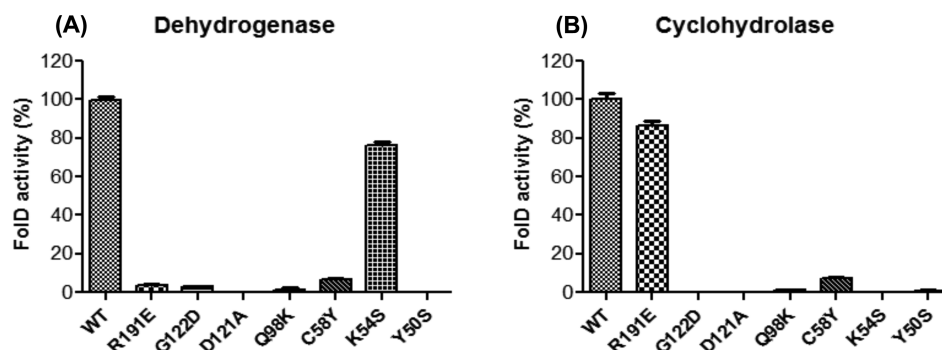 (A) Dehydrogenase
FolD activity (%)
120
100
80
60
40
20
0
WT
R191E
G122D
D121A
Q98K
C58Y
K54S
Y50S
(B) Cyclohydrolase
FolD activity (%)
120
100
80
60
40
20
0
WT
R191E
G122D
D121A
Q98K
C58Y
K54S
Y50S